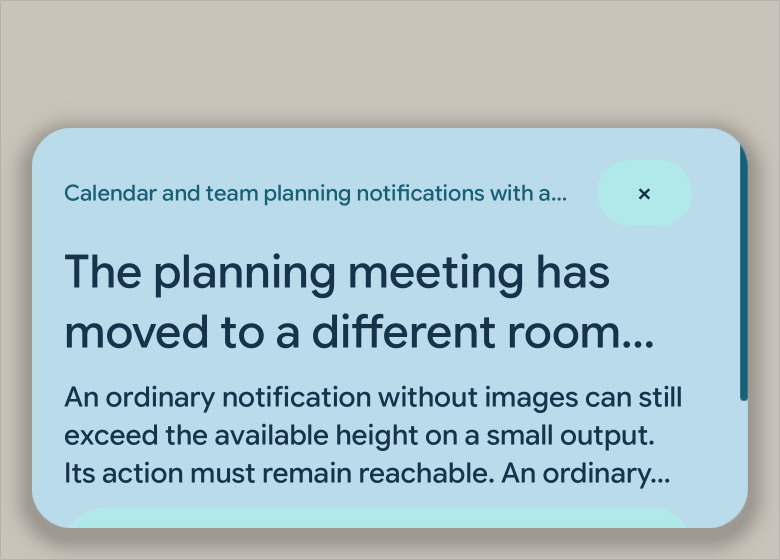 Calendar and team planning notifications with a...
×
The planning meeting has
moved to a different room...
An ordinary notification without images can still
exceed the available height on a small output.
Its action must remain reachable. An ordinary...